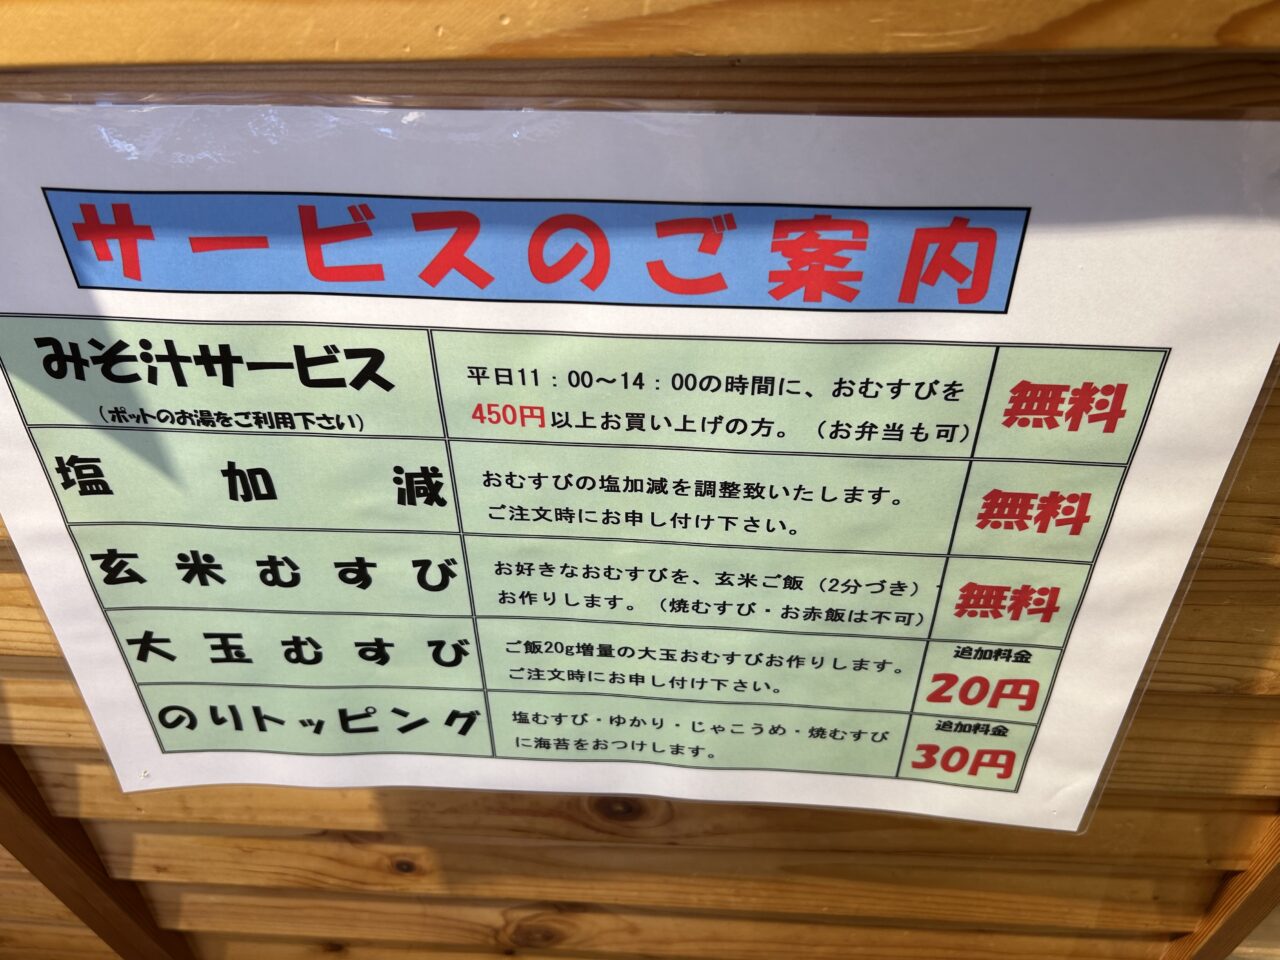 サービスのご案内
みそ汁サービス
（ポットのお湯をご利用下さい）
平日11：00～14：00の時間に、おむすびを
450円以上お買い上げの方。（お弁当も可）
無料
塩加減
おむすびの塩加減を調整致いたします。
ご注文時にお申し付け下さい。
無料
玄米むすび
お好きなおむすびを、玄米ご飯（2分づき）
お作りします。（焼むすび・お赤飯は不可）
無料
大玉むすび
ご飯20g増量の大玉おむすびお作りします。
ご注文時にお申し付け下さい。
追加料金
20円
のりトッピング
塩むすび・ゆかり・じゃこうめ・焼むすび
に海苔をおつけします。
追加料金
30円